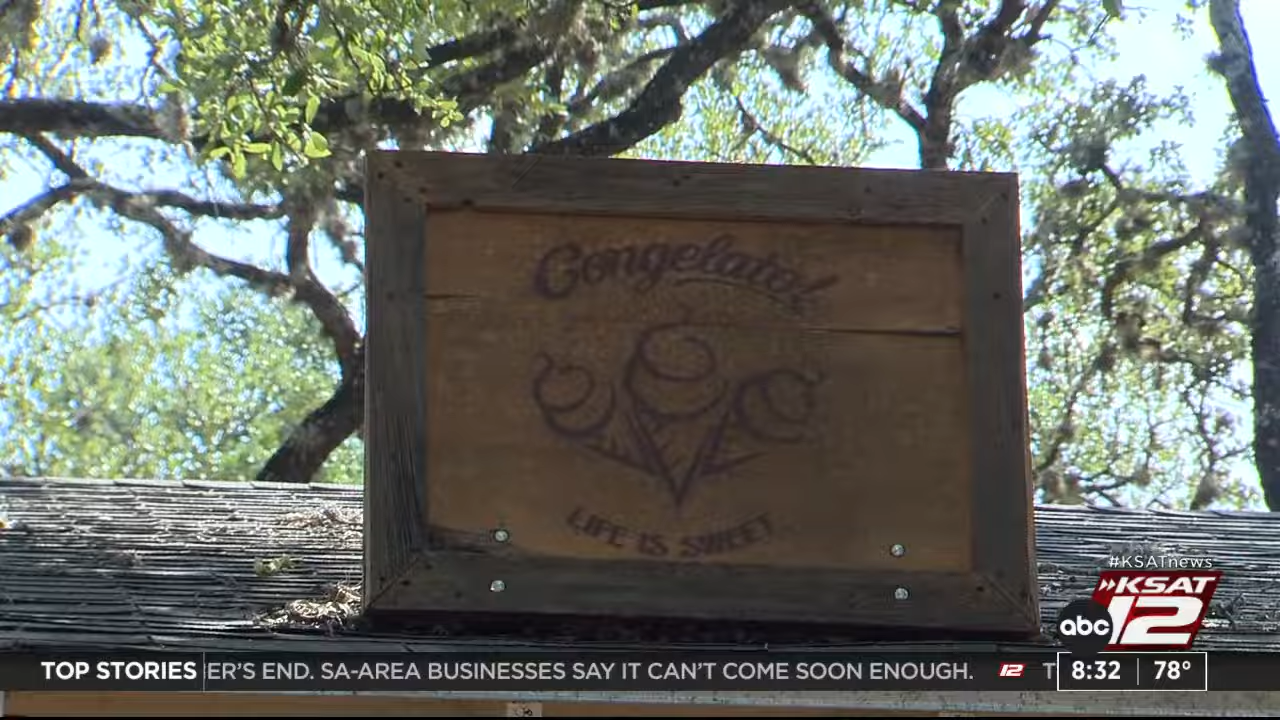 Congelato!
LIFE IS SWEET
#KSATnews
KSAT
abc 12
TOP STORIES ER'S END. SA-AREA BUSINESSES SAY IT CAN'T COME SOON ENOUGH. 12 T 8:32 78°